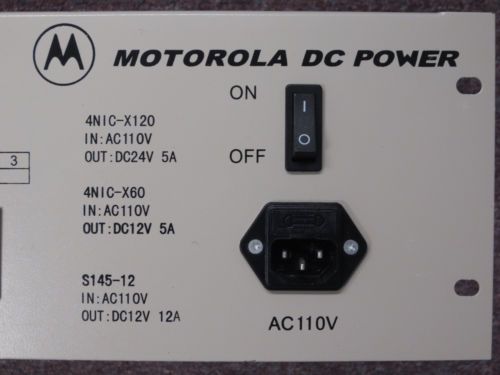 MOTOROLA DC POWER
ON
OFF
4NIC-X120
IN:AC110V
OUT:DC24V 5A
3
4NIC-X60
IN:AC110V
OUT:DC12V 5A
S145-12
IN:AC110V
OUT:DC12V 12A
AC110V